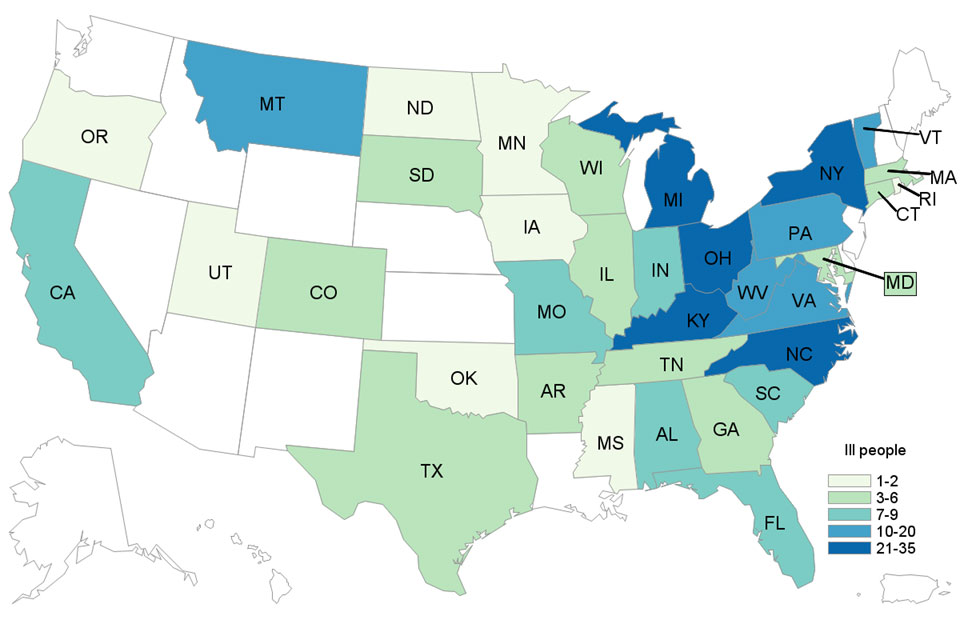 MT
ND
OR
MN
VT
SD
WI
MA
NY
MI
RI
CT
IA
PA
UT
OH
IL
IN
CA
CO
WV
MD
VA
MO
KY
NC
TN
OK
AR
SC
GA
MS
AL
TX
Ill people
1-2
3-6
7-9
FL
10-20
21-35